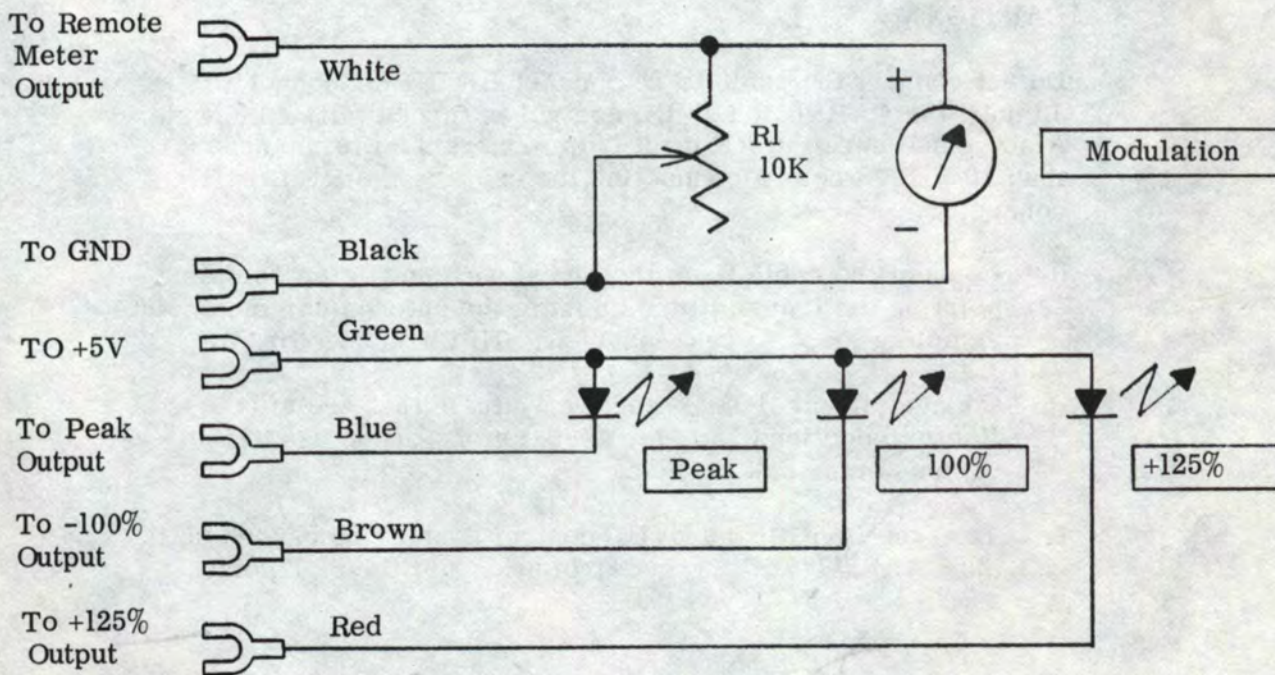 To Remote
Meter
Output
White
+
R1
10K
Modulation
−
To GND
Black
TO +5V
Green
To Peak
Output
Blue
Peak
100%
+125%
To -100%
Output
Brown
To +125%
Output
Red